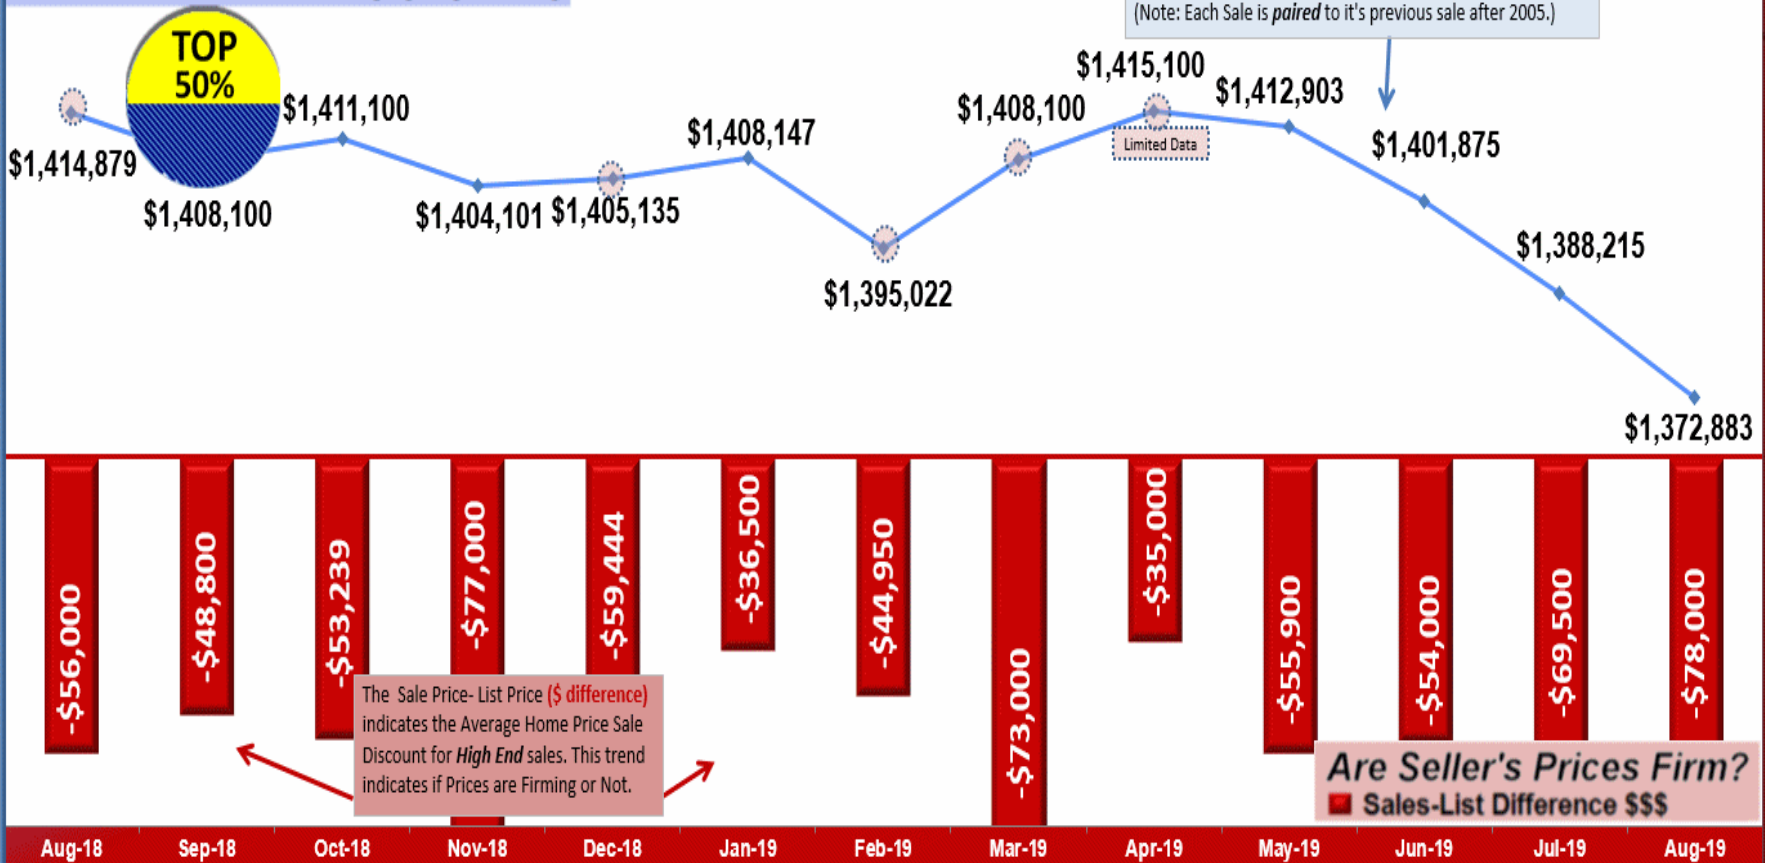 (Note: Each Sale is paired to it's previous sale after 2005.)
TOP
50%
$1,414,879
$1,408,100
$1,411,100
$1,404,101
$1,405,135
$1,408,147
$1,395,022
$1,408,100
$1,415,100
Limited Data
$1,412,903
$1,401,875
$1,388,215
$1,372,883
-$56,000
-$48,800
-$53,239
-$77,000
-$59,444
-$36,500
-$44,950
-$73,000
-$35,000
-$55,900
-$54,000
-$69,500
-$78,000
The Sale Price- List Price ($ difference)
indicates the Average Home Price Sale
Discount for High End sales. This trend
indicates if Prices are Firming or Not.
Are Seller's Prices Firm?
Sales-List Difference $$$
Aug-18 Sep-18 Oct-18 Nov-18 Dec-18 Jan-19 Feb-19 Mar-19 Apr-19 May-19 Jun-19 Jul-19 Aug-19